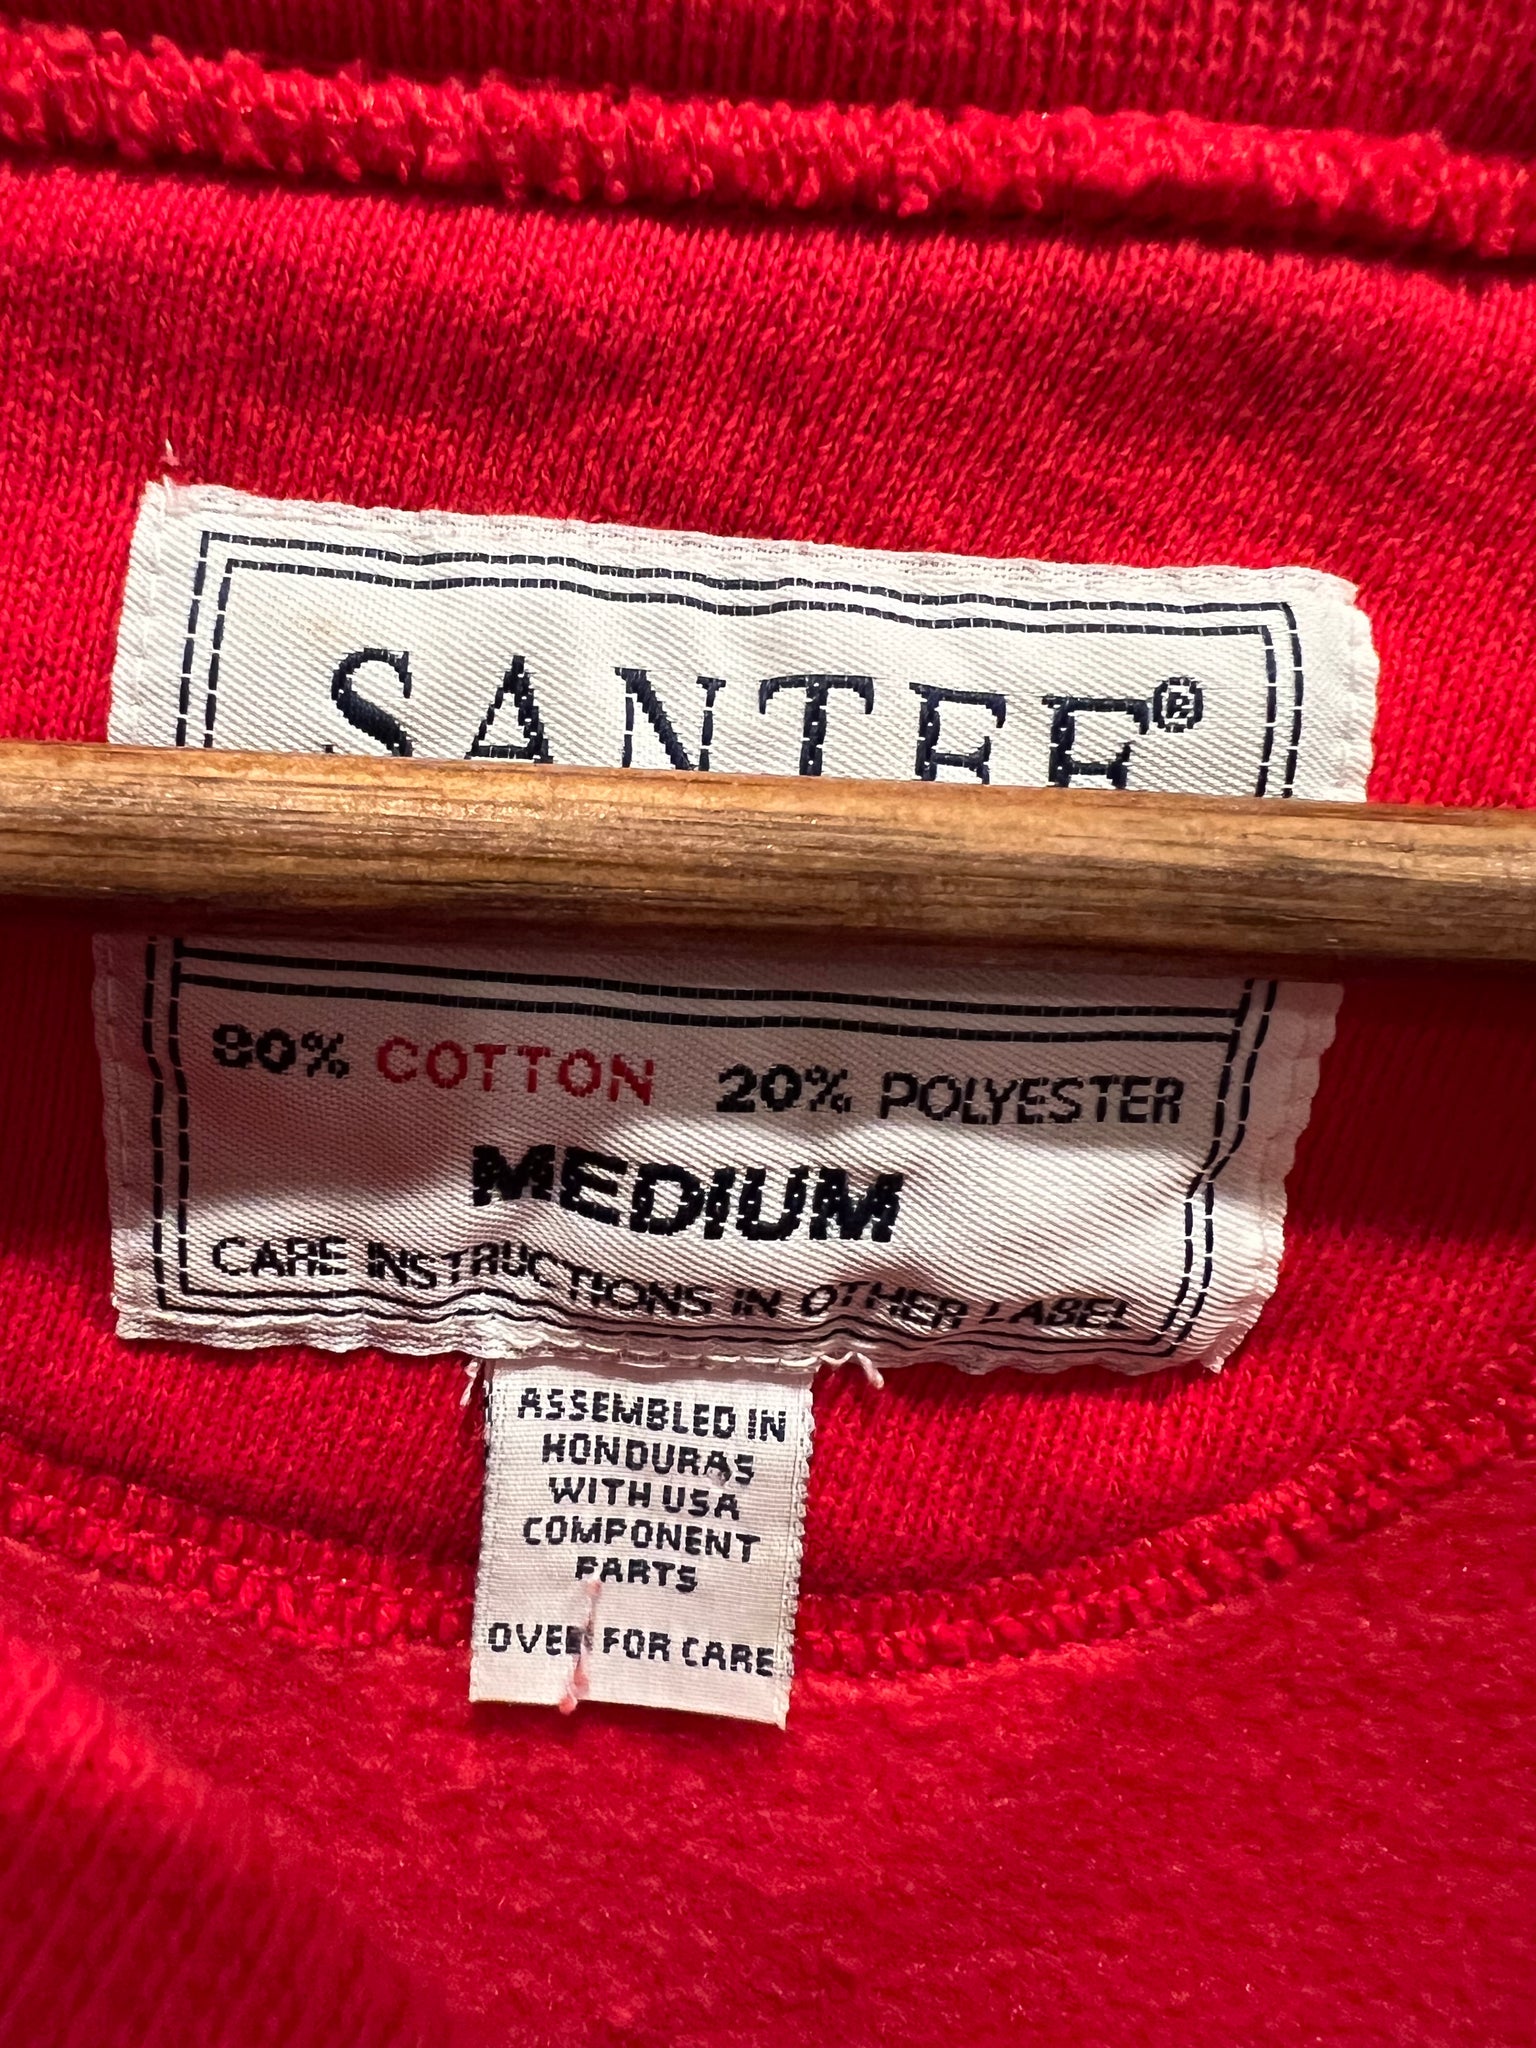 SANTEE®
80% COTTON 20% POLYESTER
MEDIUM
CARE INSTRUCTIONS IN OTHER LABEL
ASSEMBLED IN
HONDURAS
WITH USA
COMPONENT
PARTS
OVER FOR CARE